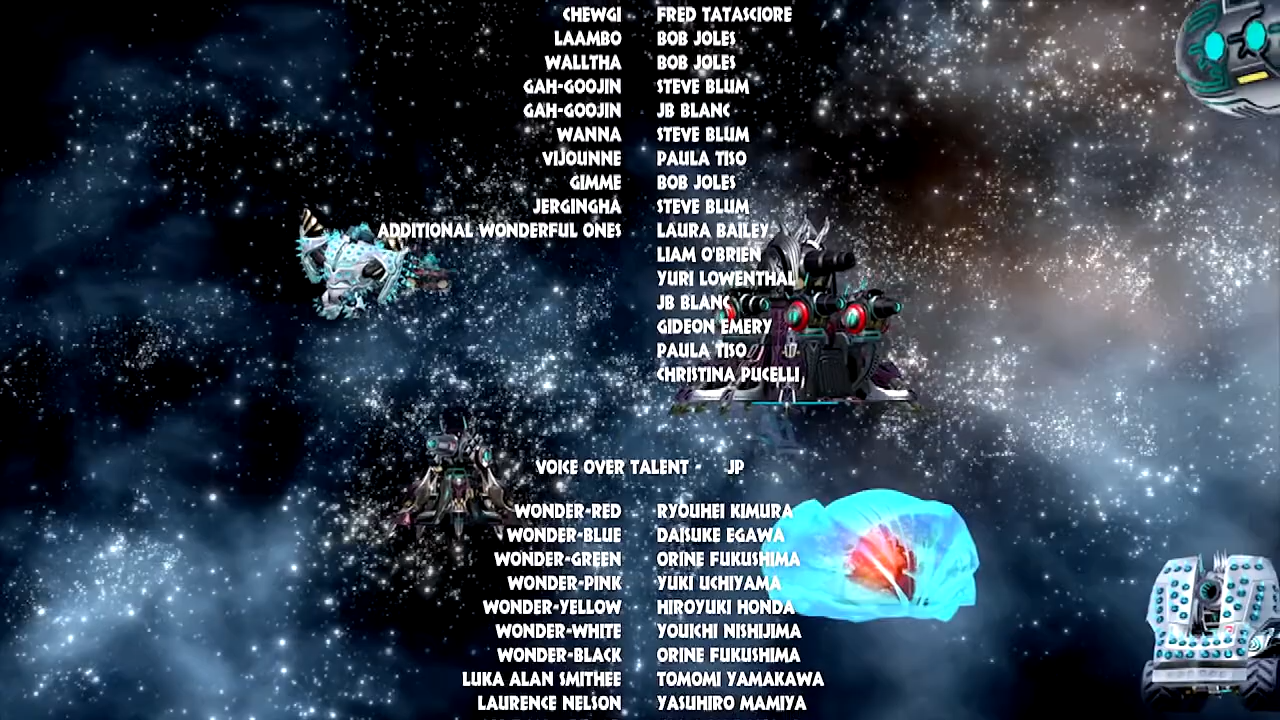 CHEWGI FRED TATASCIORE
LAAMBO BOB JOLES
WALLTHA BOB JOLES
GAH-GOOJIN STEVE BLUM
GAH-GOOJIN JB BLANC
WANNA STEVE BLUM
VIJOUNNE PAULA TISO
GIMME BOB JOLES
JERGINGHA STEVE BLUM
ADDITIONAL WONDERFUL ONES LAURA BAILEY
LIAM O'BRIEN
YURI LOWENTHAL
JB BLANC
GIDEON EMERY
PAULA TISO
CHRISTINA PUCELLI
VOICE OVER TALENT - JP
WONDER-RED RYOUHEI KIMURA
WONDER-BLUE DAISUKE EGAWA
WONDER-GREEN ORINE FUKUSHIMA
WONDER-PINK YUKI UCHIYAMA
WONDER-YELLOW HIROYUKI HONDA
WONDER-WHITE YOUICHI NISHIJIMA
WONDER-BLACK ORINE FUKUSHIMA
LUKA ALAN SMITHEE TOMOMI YAMAKAWA
LAURENCE NELSON YASUHIRO MAMIYA